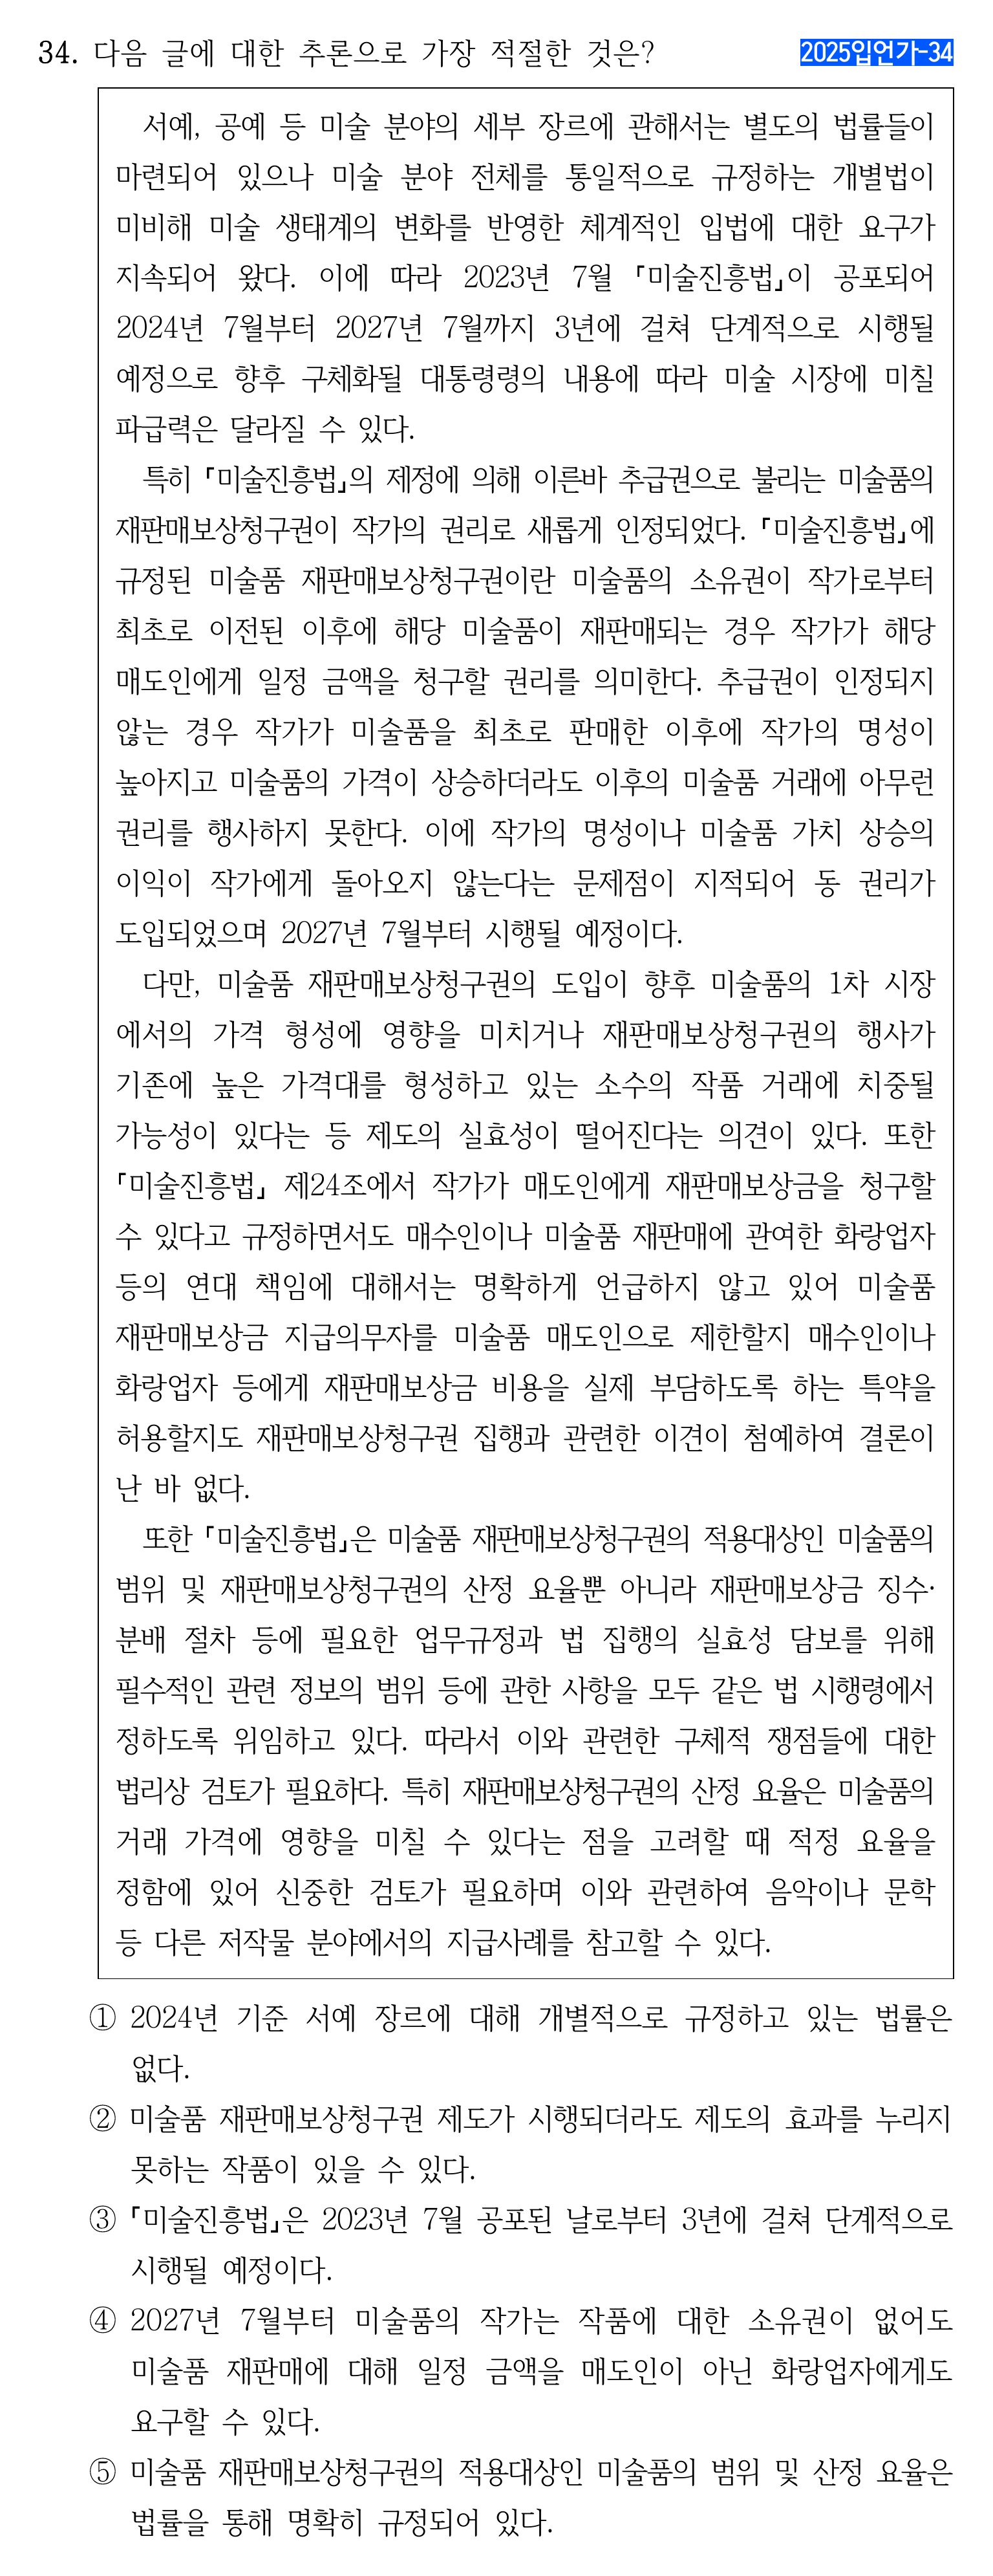 34. 다음 글에 대한 추론으로 가장 적절한 것은? 2025입언가-34
서예, 공예 등 미술 분야의 세부 장르에 관해서는 별도의 법률들이
마련되어 있으나 미술 분야 전체를 통일적으로 규정하는 개별법이
미비해 미술 생태계의 변화를 반영한 체계적인 입법에 대한 요구가
지속되어 왔다. 이에 따라 2023년 7월 「미술진흥법」이 공포되어
2024년 7월부터 2027년 7월까지 3년에 걸쳐 단계적으로 시행될
예정으로 향후 구체화될 대통령령의 내용에 따라 미술 시장에 미칠
파급력은 달라질 수 있다.
특히 「미술진흥법」의 제정에 의해 이른바 추급권으로 불리는 미술품의
재판매보상청구권이 작가의 권리로 새롭게 인정되었다. 「미술진흥법」에
규정된 미술품 재판매보상청구권이란 미술품의 소유권이 작가로부터
최초로 이전된 이후에 해당 미술품이 재판매되는 경우 작가가 해당
매도인에게 일정 금액을 청구할 권리를 의미한다. 추급권이 인정되지
않는 경우 작가가 미술품을 최초로 판매한 이후에 작가의 명성이
높아지고 미술품의 가격이 상승하더라도 이후의 미술품 거래에 아무런
권리를 행사하지 못한다. 이에 작가의 명성이나 미술품 가치 상승의
이익이 작가에게 돌아오지 않는다는 문제점이 지적되어 동 권리가
도입되었으며 2027년 7월부터 시행될 예정이다.
다만, 미술품 재판매보상청구권의 도입이 향후 미술품의 1차 시장
에서의 가격 형성에 영향을 미치거나 재판매보상청구권의 행사가
기존에 높은 가격대를 형성하고 있는 소수의 작품 거래에 치중될
가능성이 있다는 등 제도의 실효성이 떨어진다는 의견이 있다. 또한
「미술진흥법」 제24조에서 작가가 매도인에게 재판매보상금을 청구할
수 있다고 규정하면서도 매수인이나 미술품 재판매에 관여한 화랑업자
등의 연대 책임에 대해서는 명확하게 언급하지 않고 있어 미술품
재판매보상금 지급의무자를 미술품 매도인으로 제한할지 매수인이나
화랑업자 등에게 재판매보상금 비용을 실제 부담하도록 하는 특약을
허용할지도 재판매보상청구권 집행과 관련한 이견이 첨예하여 결론이
난 바 없다.
또한 「미술진흥법」은 미술품 재판매보상청구권의 적용대상인 미술품의
범위 및 재판매보상청구권의 산정 요율뿐 아니라 재판매보상금 징수·
분배 절차 등에 필요한 업무규정과 법 집행의 실효성 담보를 위해
필수적인 관련 정보의 범위 등에 관한 사항을 모두 같은 법 시행령에서
정하도록 위임하고 있다. 따라서 이와 관련한 구체적 쟁점들에 대한
법리상 검토가 필요하다. 특히 재판매보상청구권의 산정 요율은 미술품의
거래 가격에 영향을 미칠 수 있다는 점을 고려할 때 적정 요율을
정함에 있어 신중한 검토가 필요하며 이와 관련하여 음악이나 문학
등 다른 저작물 분야에서의 지급사례를 참고할 수 있다.
① 2024년 기준 서예 장르에 대해 개별적으로 규정하고 있는 법률은
없다.
② 미술품 재판매보상청구권 제도가 시행되더라도 제도의 효과를 누리지
못하는 작품이 있을 수 있다.
③ 「미술진흥법」은 2023년 7월 공포된 날로부터 3년에 걸쳐 단계적으로
시행될 예정이다.
④ 2027년 7월부터 미술품의 작가는 작품에 대한 소유권이 없어도
미술품 재판매에 대해 일정 금액을 매도인이 아닌 화랑업자에게도
요구할 수 있다.
⑤ 미술품 재판매보상청구권의 적용대상인 미술품의 범위 및 산정 요율은
법률을 통해 명확히 규정되어 있다.